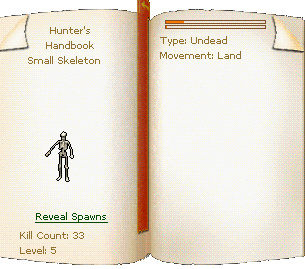 Hunter's
Handbook
Small Skeleton
Reveal Spawns
Kill Count: 33
Level: 5
Type: Undead
Movement: Land